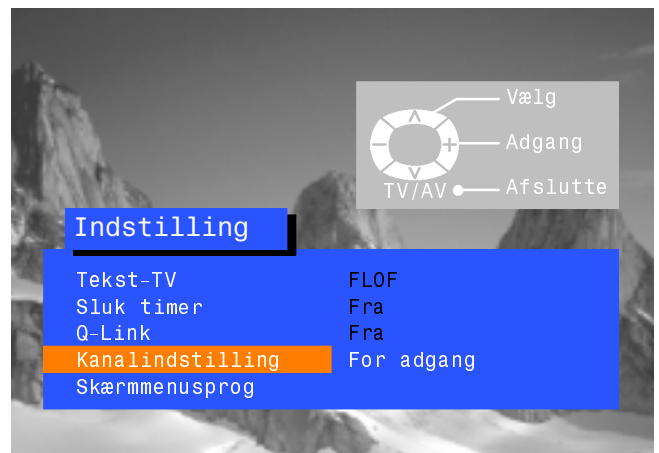 Vælg
Adgang
TV/AV Afslutte
Indstilling
Tekst-TV FLOF
Sluk timer Fra
Q-Link Fra
Kanalindstilling For adgang
Skærmmenusprog